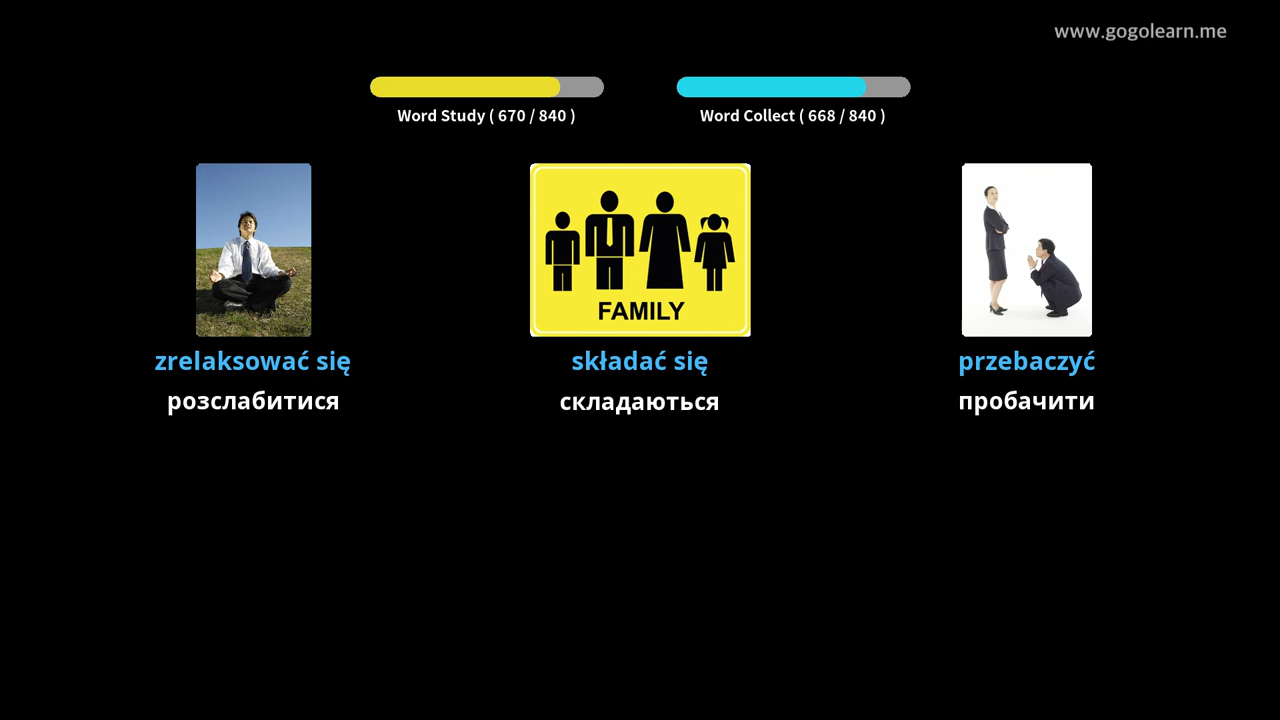 www.gogolearn.me
Word Study ( 670 / 840 )
Word Collect ( 668 / 840 )
FAMILY
zrelaksować się
składać się
przebaczyć
розслабитися
складаються
пробачити